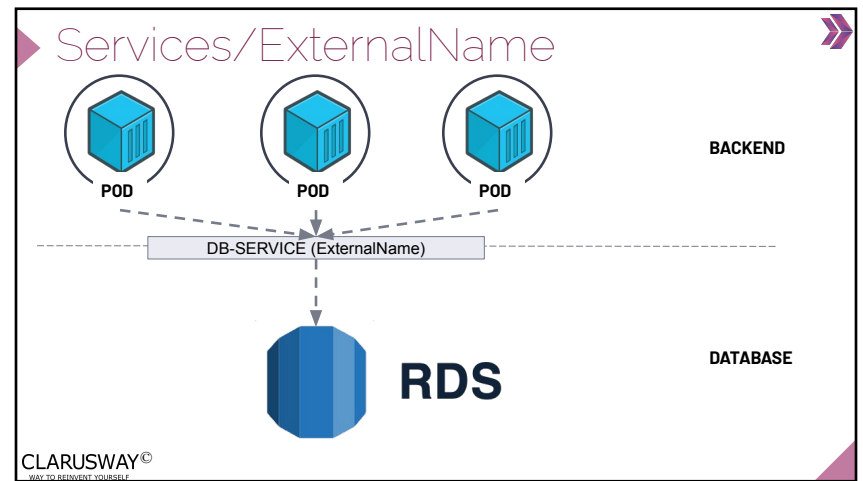 Services/ExternalName
BACKEND
POD POD POD
DB-SERVICE (ExternalName)
RDS
DATABASE
CLARUSWAY©
WAY TO REINVENT YOURSELF